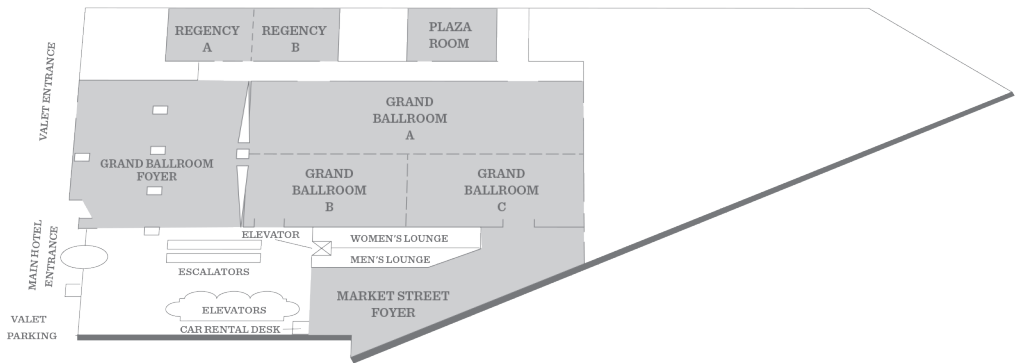 REGENCY
A
REGENCY
B
PLAZA
ROOM
VALET ENTRANCE
GRAND
BALLROOM
A
GRAND BALLROOM
FOYER
GRAND
BALLROOM
B
GRAND
BALLROOM
C
MAIN HOTEL
ENTRANCE
ELEVATOR
WOMEN'S LOUNGE
MEN'S LOUNGE
ESCALATORS
MARKET STREET
FOYER
ELEVATORS
CAR RENTAL DESK
VALET
PARKING